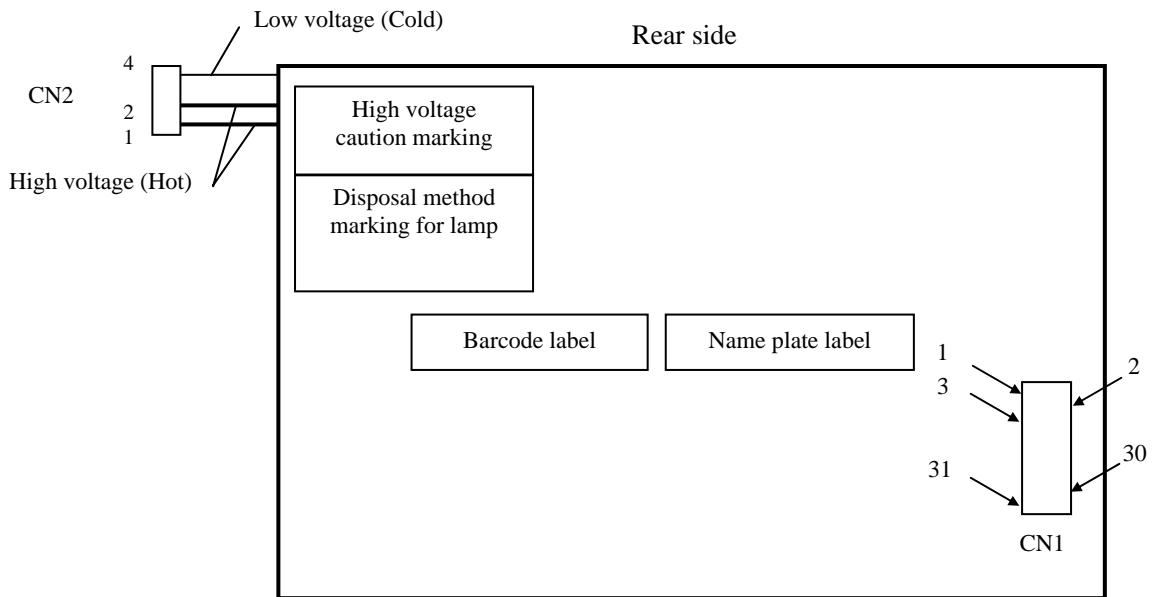 Low voltage (Cold)
Rear side
4
CN2
2
1
High voltage (Hot)
High voltage
caution marking
Disposal method
marking for lamp
Barcode label
Name plate label
1
2
3
31
30
CN1